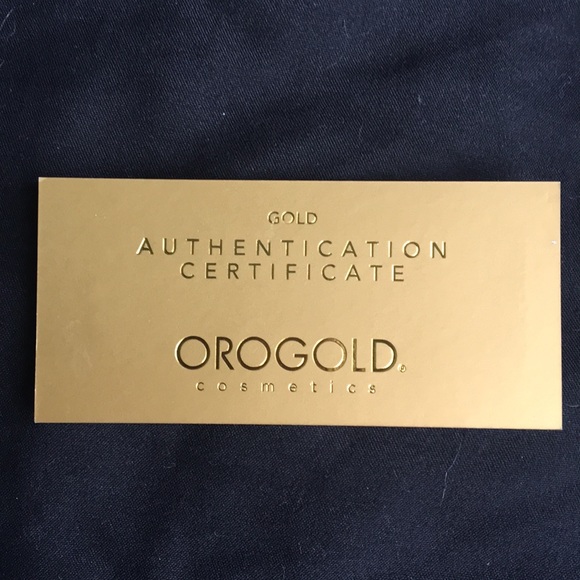 GOLD
AUTHENTICATION
CERTIFICATE
OROGOLD®
cosmetics